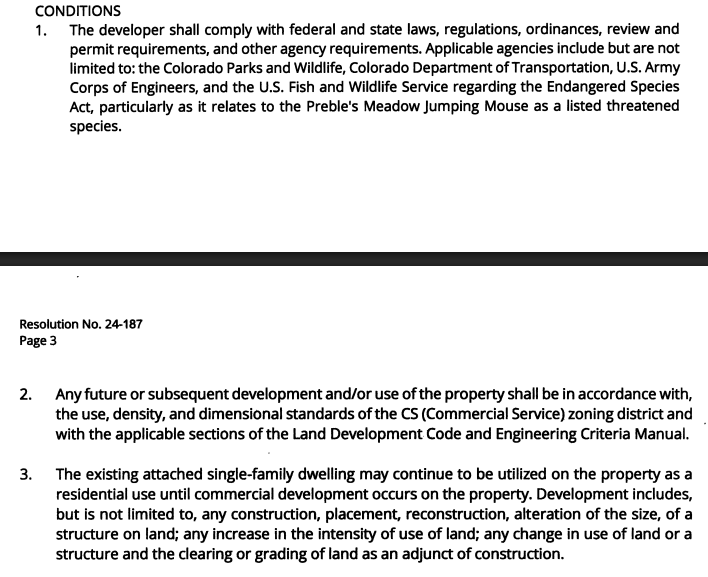 CONDITIONS
1. The developer shall comply with federal and state laws, regulations, ordinances, review and
permit requirements, and other agency requirements. Applicable agencies include but are not
limited to: the Colorado Parks and Wildlife, Colorado Department of Transportation, U.S. Army
Corps of Engineers, and the U.S. Fish and Wildlife Service regarding the Endangered Species
Act, particularly as it relates to the Preble's Meadow Jumping Mouse as a listed threatened
species.
Resolution No. 24-187
Page 3
2. Any future or subsequent development and/or use of the property shall be in accordance with,
the use, density, and dimensional standards of the CS (Commercial Service) zoning district and
with the applicable sections of the Land Development Code and Engineering Criteria Manual.
3. The existing attached single-family dwelling may continue to be utilized on the property as a
residential use until commercial development occurs on the property. Development includes,
but is not limited to, any construction, placement, reconstruction, alteration of the size, of a
structure on land; any increase in the intensity of use of land; any change in use of land or a
structure and the clearing or grading of land as an adjunct of construction.